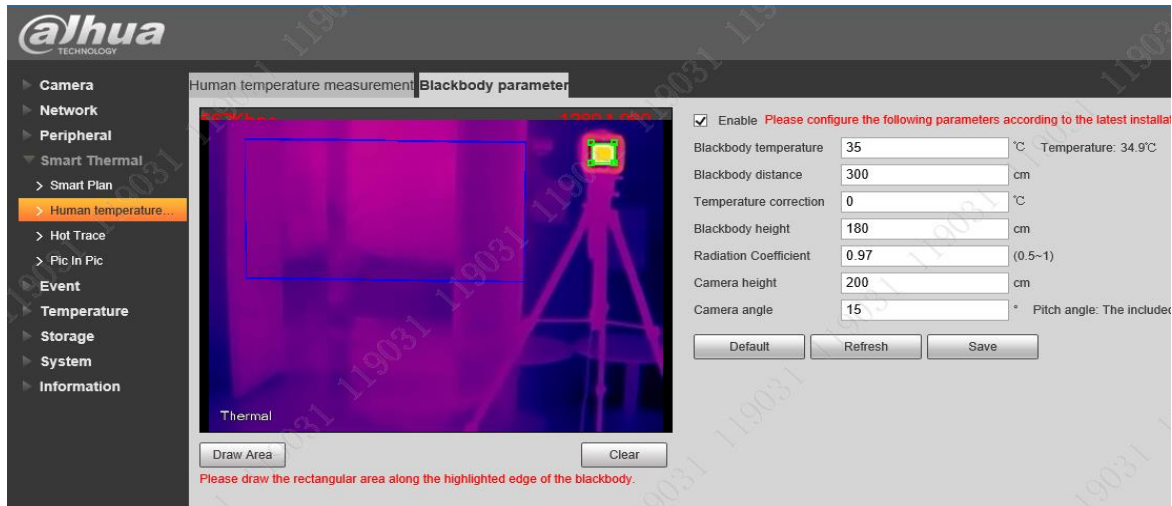 alhua
TECHNOLOGY
Camera
Network
Peripheral
Smart Thermal
Smart Plan
Human temperature...
Hot Trace
Pic In Pic
Event
Temperature
Storage
System
Information
Human temperature measurement Blackbody parameter
Thermal
Draw Area Clear
Please draw the rectangular area along the highlighted edge of the blackbody.
Enable Please configure the following parameters according to the latest installat
Blackbody temperature 35 ℃ Temperature: 34.9℃
Blackbody distance 300 cm
Temperature correction 0 ℃
Blackbody height 180 cm
Radiation Coefficient 0.97 (0.5~1)
Camera height 200 cm
Camera angle 15 ° Pitch angle: The included
Default Refresh Save
119031 119031